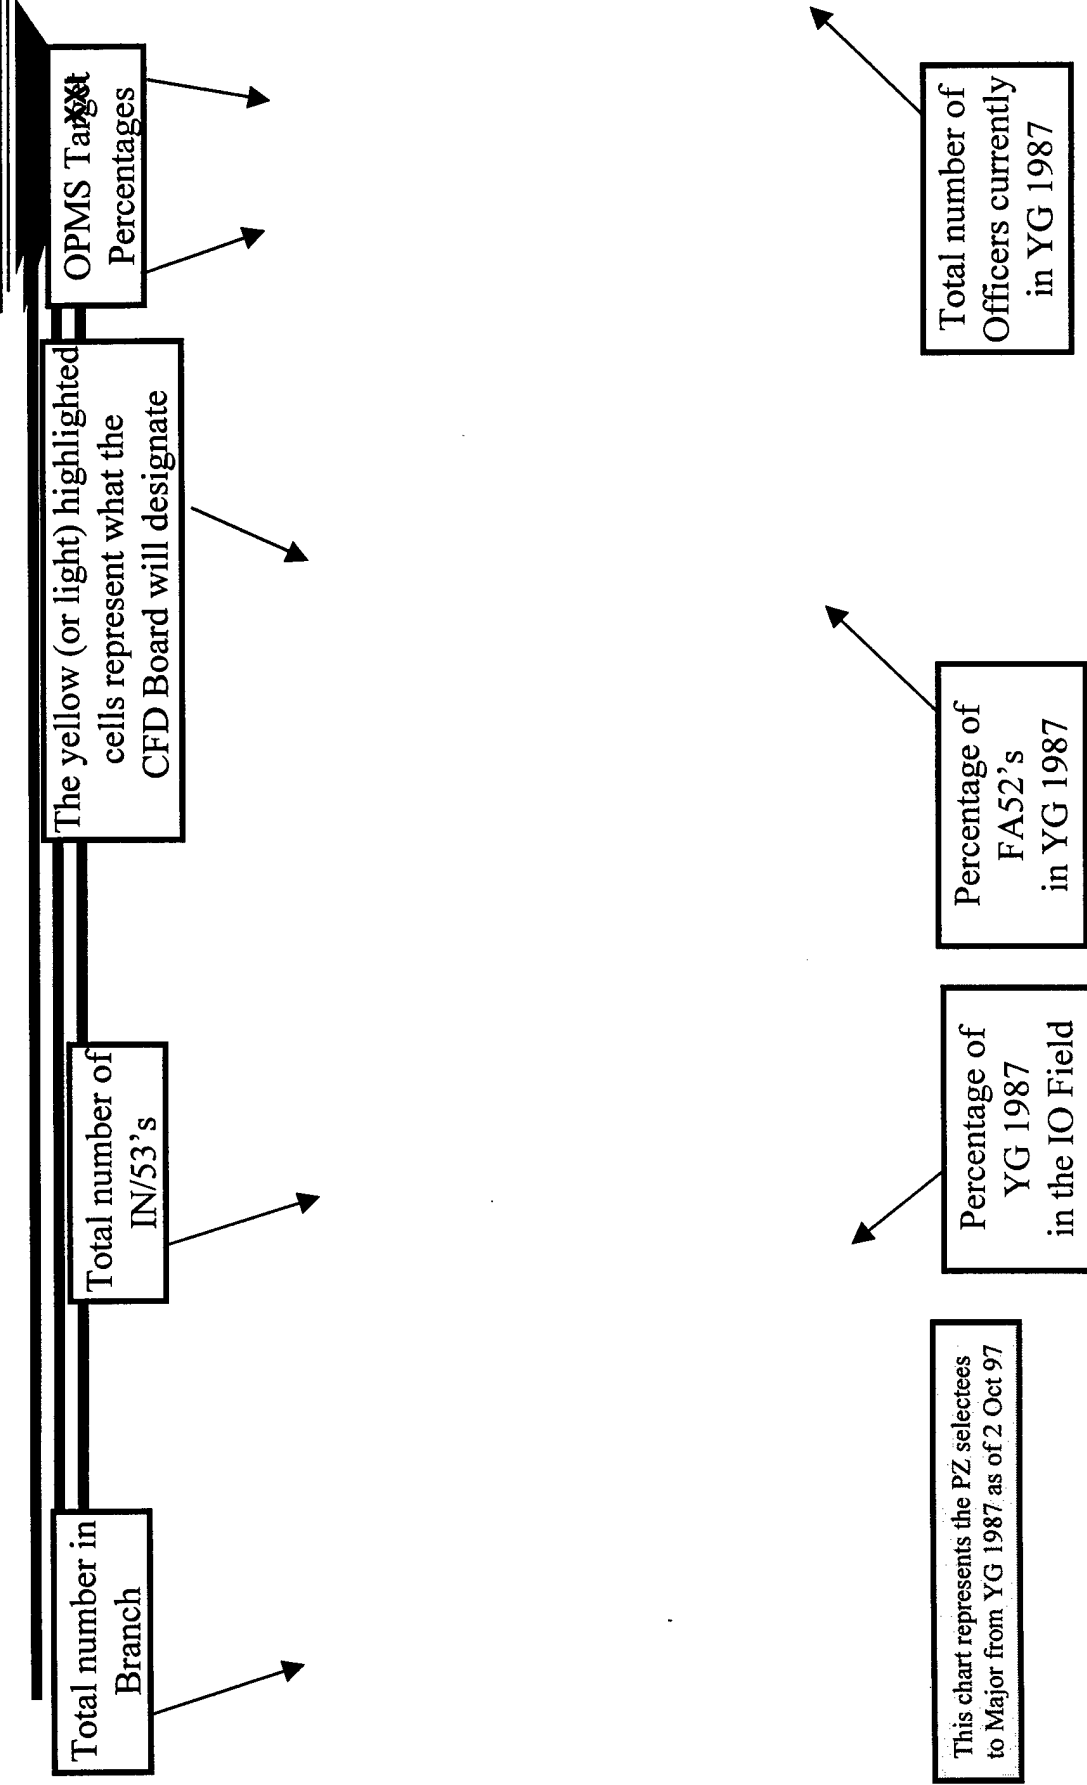 Total number in
Branch
Total number of
IN/53's
The yellow (or light) highlighted
cells represent what the
CFD Board will designate
OPMS Target
Percentages
This chart represents the PZ selectees
to Major from YG 1987 as of 2 Oct 97
Percentage of
YG 1987
in the IO Field
Percentage of
FA52's
in YG 1987
Total number of
Officers currently
in YG 1987